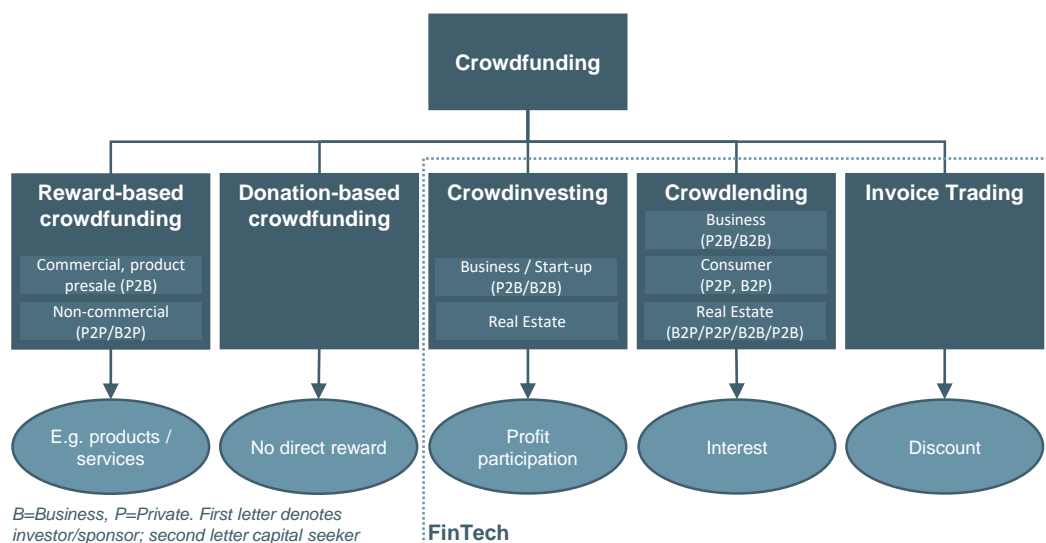 Crowdfunding
Reward-based
crowdfunding
Commercial, product
presale (P2B)
Non-commercial
(P2P/B2P)
Donation-based
crowdfunding
Crowdinvesting
Business / Start-up
(P2B/B2B)
Real Estate
Crowdlending
Business
(P2B/B2B)
Consumer
(P2P, B2P)
Real Estate
(B2P/P2P/B2B/P2B)
Invoice Trading
E.g. products /
services
No direct reward
Profit
participation
Interest
Discount
B=Business, P=Private. First letter denotes
investor/sponsor; second letter capital seeker
FinTech